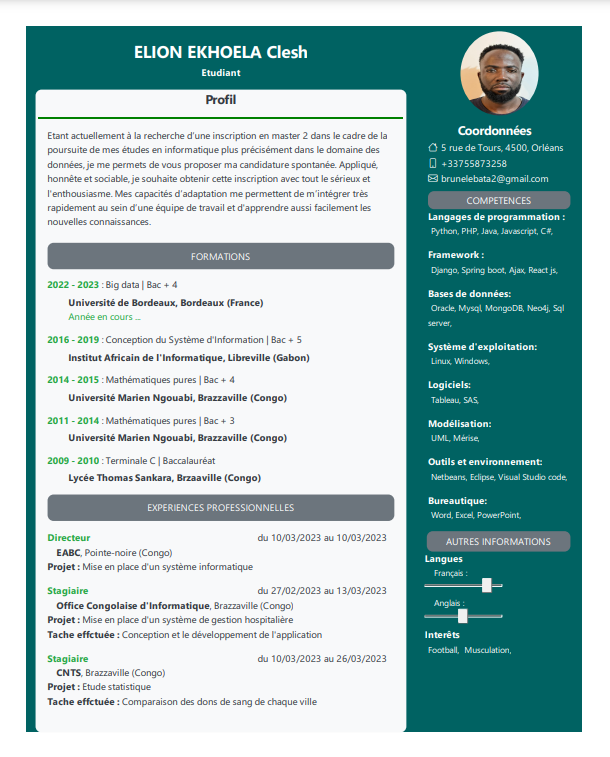 ELION EKHOELA Clesh
Etudiant
Profil
Etant actuellement à la recherche d'une inscription en master 2 dans le cadre de la
poursuite de mes études en informatique plus précisément dans le domaine des
données, je me permets de vous proposer ma candidature spontanée. Appliqué,
honnête et sociable, je souhaite obtenir cette inscription avec tout le sérieux et
l'enthousiasme. Mes capacités d'adaptation me permettent de m'intégrer très
rapidement au sein d'une équipe de travail et d'apprendre aussi facilement les
nouvelles connaissances.
FORMATIONS
2022 - 2023 : Big data | Bac + 4
Université de Bordeaux, Bordeaux (France)
Année en cours ...
2016 - 2019 : Conception du Système d'Information | Bac + 5
Institut Africain de l'Informatique, Libreville (Gabon)
2014 - 2015 : Mathématiques pures | Bac + 4
Université Marien Ngouabi, Brazzaville (Congo)
2011 - 2014 : Mathématiques pures | Bac + 3
Université Marien Ngouabi, Brazzaville (Congo)
2009 - 2010 : Terminale C | Baccalauréat
Lycée Thomas Sankara, Brzaaville (Congo)
EXPERIENCES PROFESSIONNELLES
Directeur du 10/03/2023 au 10/03/2023
EABC, Pointe-noire (Congo)
Projet : Mise en place d'un système informatique
Stagiaire du 27/02/2023 au 13/03/2023
Office Congolaise d'Informatique, Brazzaville (Congo)
Projet : Mise en place d'un système de gestion hospitalière
Tache effctuée : Conception et le développement de l'application
Stagiaire du 10/03/2023 au 26/03/2023
CNTS, Brazzaville (Congo)
Projet : Etude statistique
Tache effctuée : Comparaison des dons de sang de chaque ville
Coordonnées
5 rue de Tours, 4500, Orléans
+33755873258
brunelebata2@gmail.com
COMPETENCES
Langages de programmation :
Python, PHP, Java, Javascript, C#,
Framework :
Django, Spring boot, Ajax, React js,
Bases de données:
Oracle, Mysql, MongoDB, Neo4j, Sql
server,
Système d'exploitation:
Linux, Windows,
Logiciels:
Tableau, SAS,
Modélisation:
UML, Mérise,
Outils et environnement:
Netbeans, Eclipse, Visual Studio code,
Bureautique:
Word, Excel, PowerPoint,
AUTRES INFORMATIONS
Langues
Français :
Anglais :
Interêts
Football, Musculation,